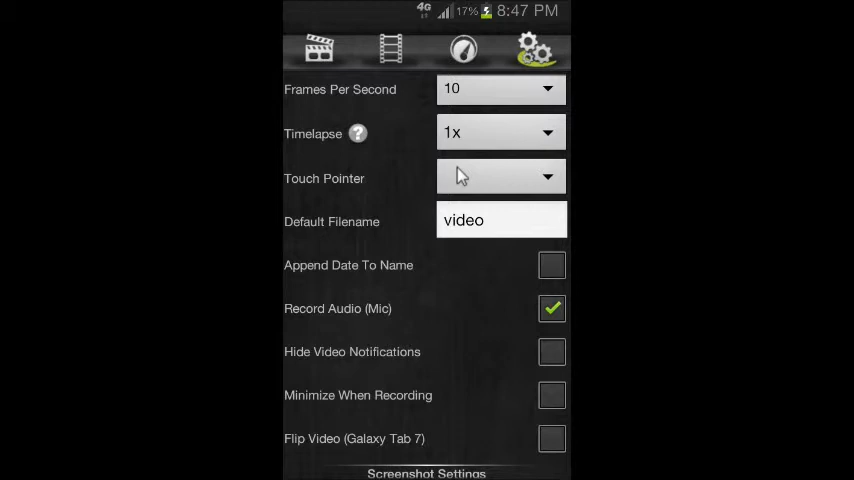 4G 17% 8:47 PM
Frames Per Second 10
Timelapse ? 1x
Touch Pointer
Default Filename video
Append Date To Name
Record Audio (Mic)
Hide Video Notifications
Minimize When Recording
Flip Video (Galaxy Tab 7)
Screenshot Settings